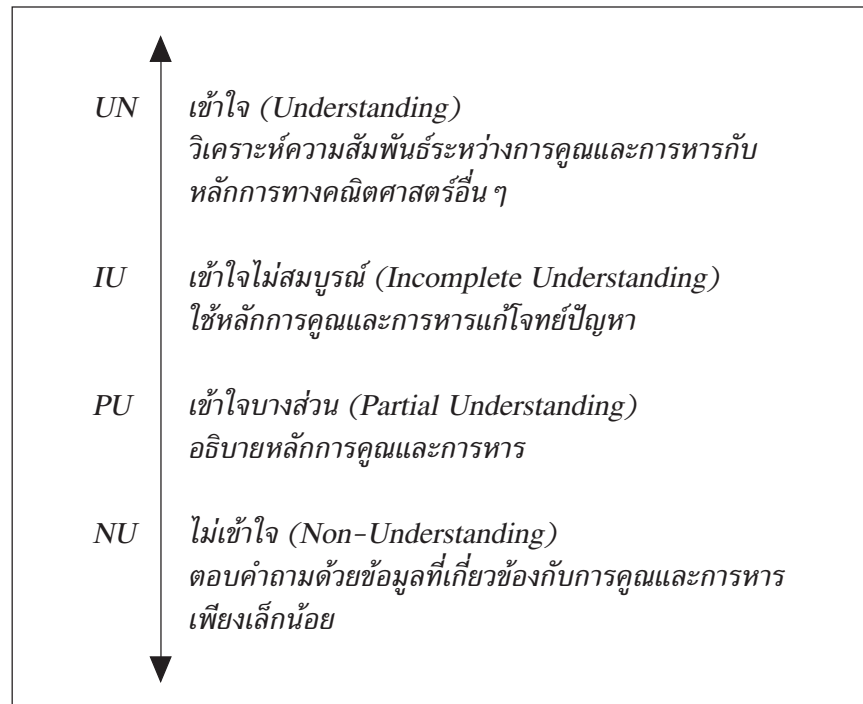 UN เข้าใจ (Understanding)
วิเคราะห์ความสัมพันธ์ระหว่างการคูณและการหารกับ
หลักการทางคณิตศาสตร์อื่น ๆ
IU เข้าใจไม่สมบูรณ์ (Incomplete Understanding)
ใช้หลักการคูณและการหารแก้โจทย์ปัญหา
PU เข้าใจบางส่วน (Partial Understanding)
อธิบายหลักการคูณและการหาร
NU ไม่เข้าใจ (Non-Understanding)
ตอบคำถามด้วยข้อมูลที่เกี่ยวข้องกับการคูณและการหาร
เพียงเล็กน้อย